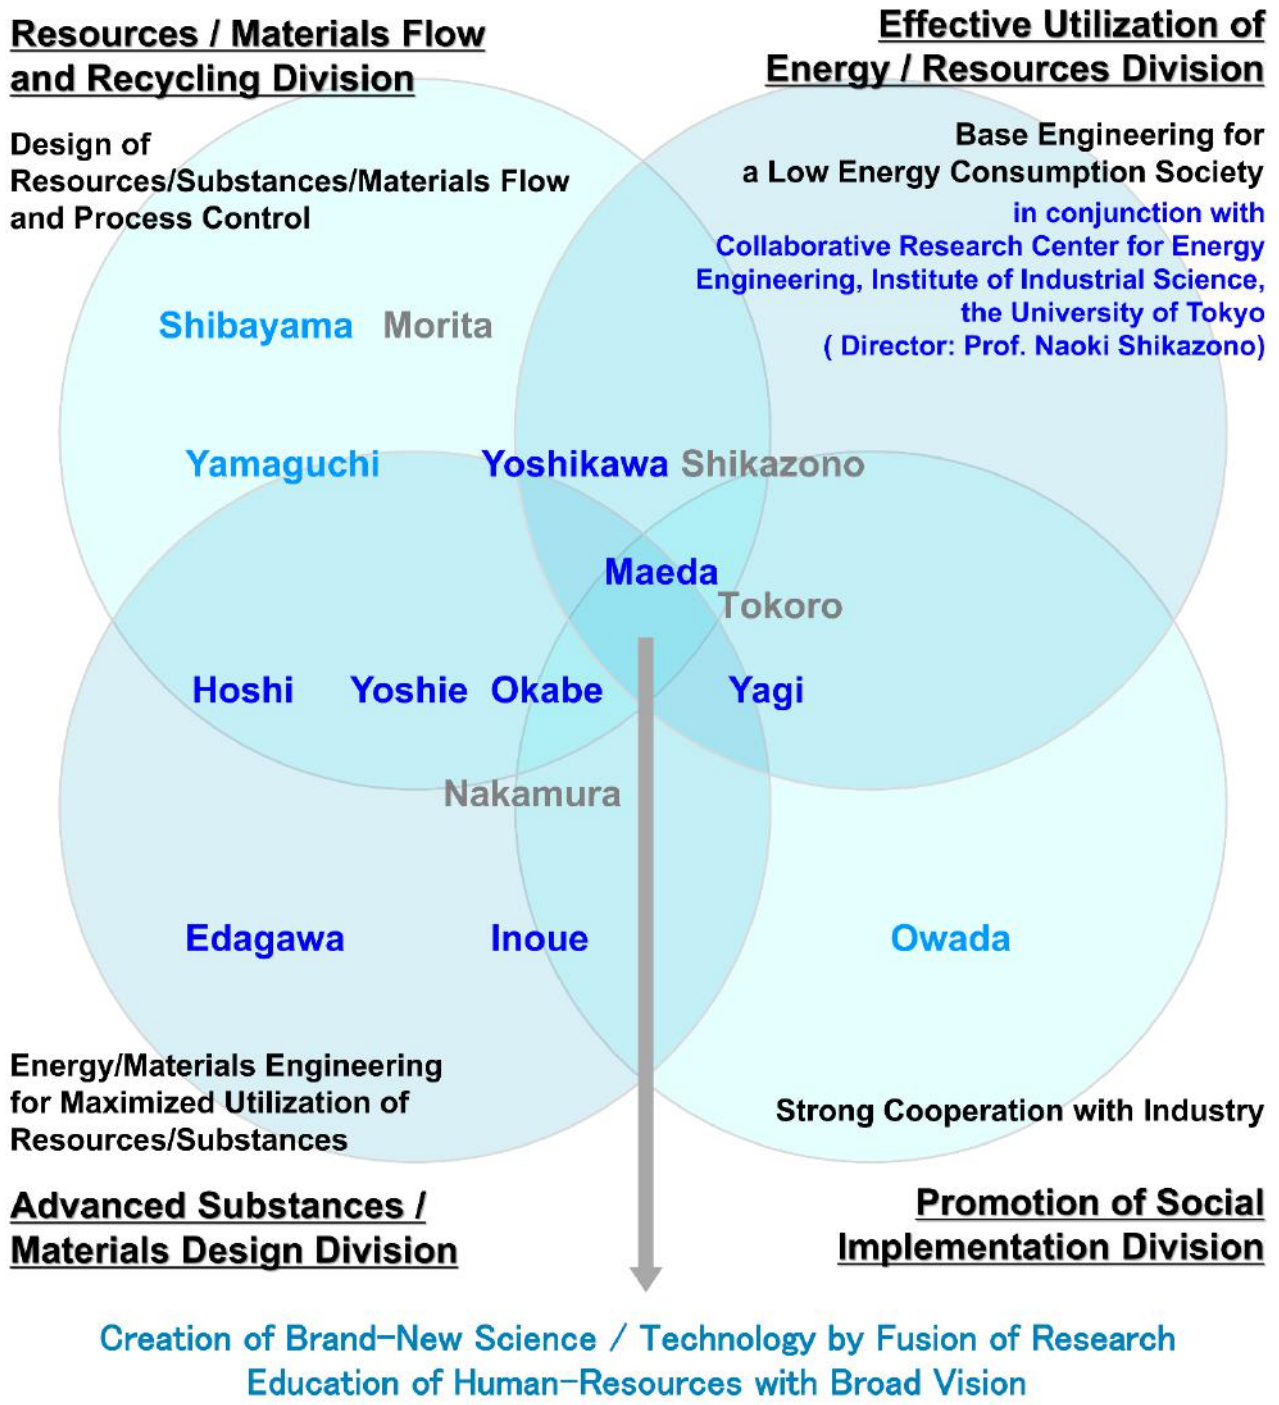 Resources / Materials Flow
and Recycling Division
Effective Utilization of
Energy / Resources Division
Design of
Resources/Substances/Materials Flow
and Process Control
Base Engineering for
a Low Energy Consumption Society
in conjunction with
Collaborative Research Center for Energy
Engineering, Institute of Industrial Science,
the University of Tokyo
( Director: Prof. Naoki Shikazono)
Shibayama Morita
Yamaguchi Yoshikawa Shikazono
Maeda
Tokoro
Hoshi Yoshie Okabe Yagi
Nakamura
Edagawa Inoue Owada
Energy/Materials Engineering
for Maximized Utilization of
Resources/Substances
Strong Cooperation with Industry
Advanced Substances /
Materials Design Division
Promotion of Social
Implementation Division
Creation of Brand-New Science / Technology by Fusion of Research
Education of Human-Resources with Broad Vision